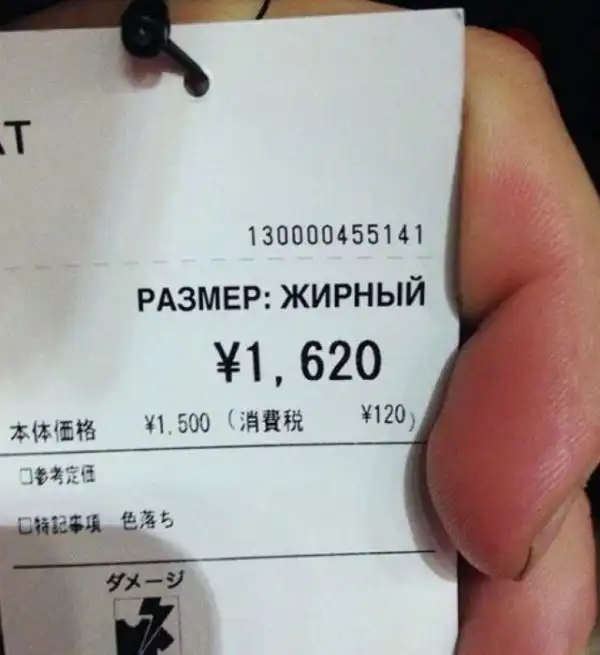 AT
130000455141
РАЗМЕР: ЖИРНЫЙ
¥1,620
本体価格 ¥1,500 (消費税 ¥120)
□参考定価
□特記事項 色落ち
ダメージ